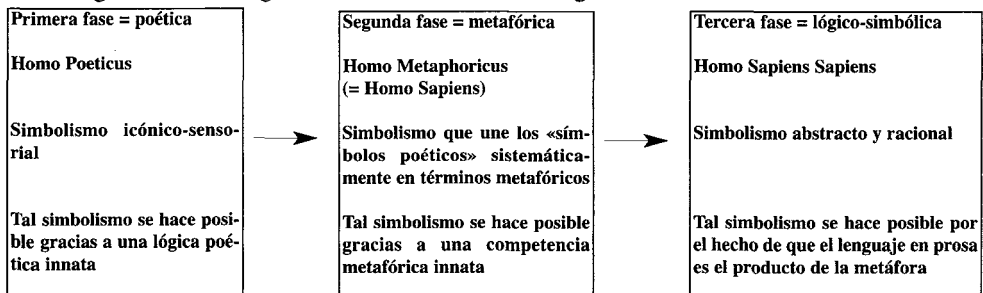 Primera fase = poética
Homo Poeticus
Simbolismo icónico-senso-
rial
Tal simbolismo se hace posi-
ble gracias a una lógica poé-
tica innata
Segunda fase = metafórica
Homo Metaphoricus
(= Homo Sapiens)
Simbolismo que une los «sím-
bolos poéticos» sistemática-
mente en términos metafóricos
Tal simbolismo se hace posible
gracias a una competencia
metafórica innata
Tercera fase = lógico-simbólica
Homo Sapiens Sapiens
Simbolismo abstracto y racional
Tal simbolismo se hace posible por
el hecho de que el lenguaje en prosa
es el producto de la metáfora